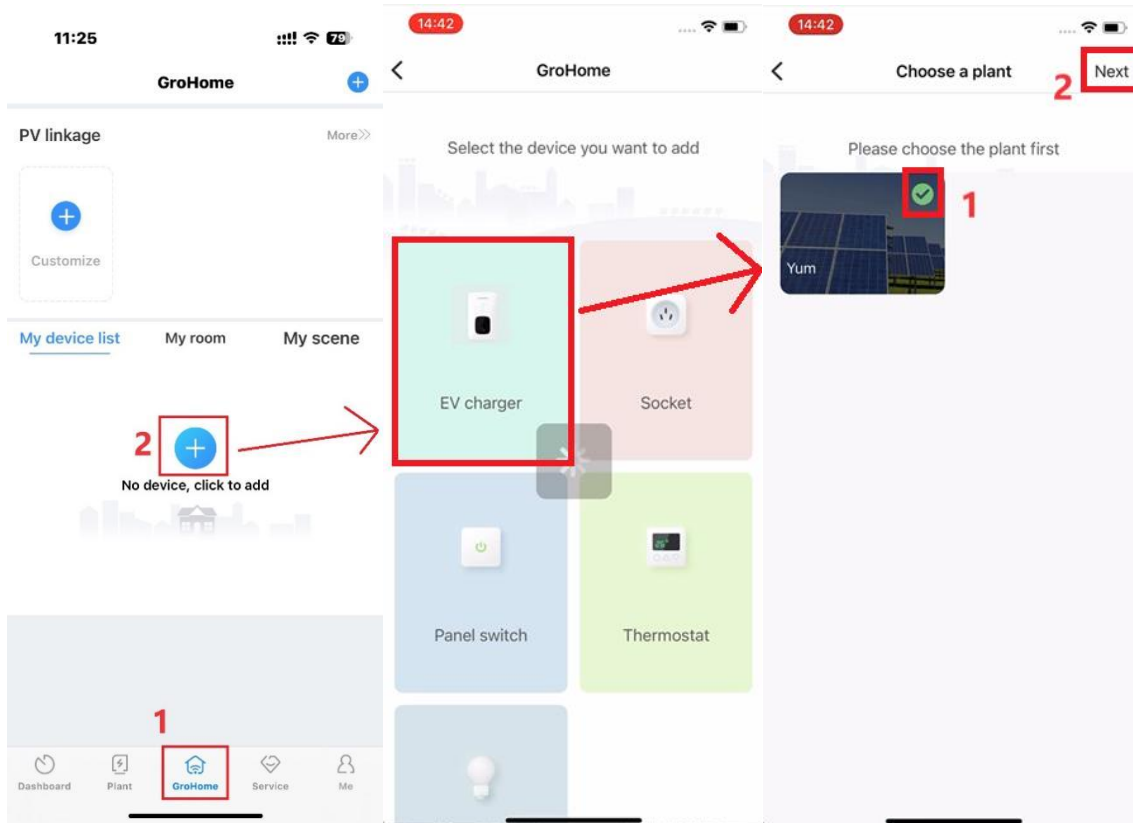 11:25
79
GroHome
PV linkage
More>>
Customize
My device list
My room
My scene
2
No device, click to add
1
Dashboard
Plant
GroHome
Service
Me
14:42
GroHome
Select the device you want to add
EV charger
Socket
Panel switch
Thermostat
14:42
Choose a plant
2
Next
Please choose the plant first
1
Yum